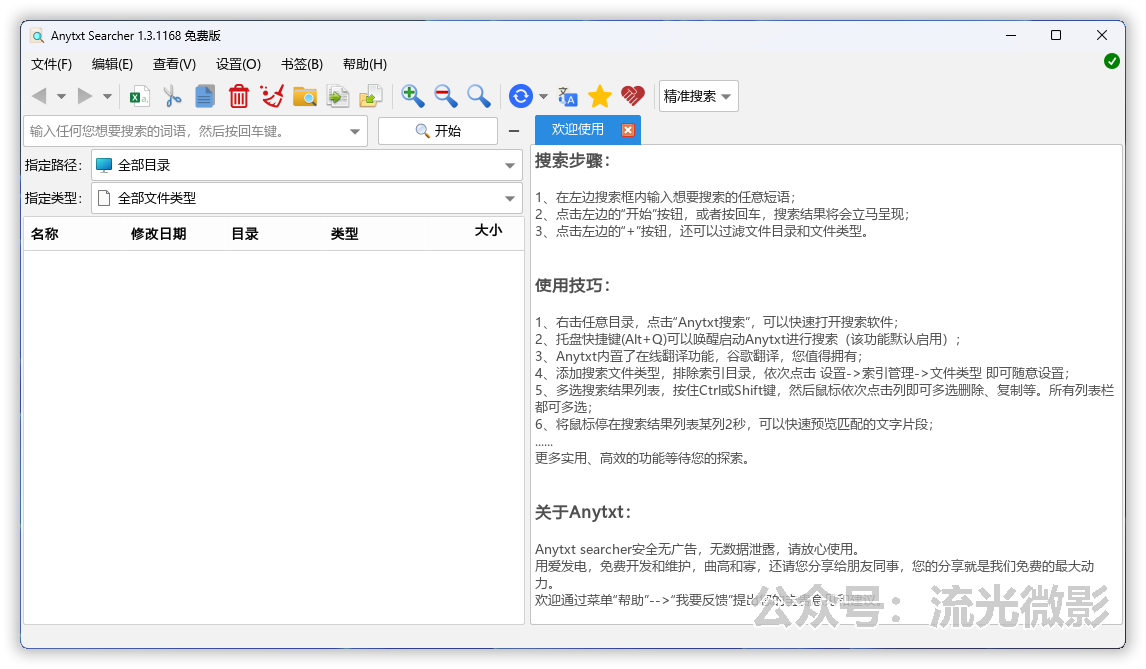 Anytxt Searcher 1.3.1168 免费版
文件(F) 编辑(E) 查看(V) 设置(O) 书签(B) 帮助(H)
精准搜索
输入任何您想要搜索的词语，然后按回车键。 开始
欢迎使用
指定路径： 全部目录
指定类型： 全部文件类型
名称 修改日期 目录 类型 大小
搜索步骤：
1、在左边搜索框内输入想要搜索的任意短语；
2、点击左边的“开始”按钮，或者按回车，搜索结果将会立马呈现；
3、点击左边的“+”按钮，还可以过滤文件目录和文件类型。
使用技巧：
1、右击任意目录，点击“Anytxt搜索”，可以快速打开搜索软件；
2、托盘快捷键(Alt+Q)可以唤醒启动Anytxt进行搜索（该功能默认启用）；
3、Anytxt内置了在线翻译功能，谷歌翻译，您值得拥有；
4、添加搜索文件类型，排除索引目录，依次点击 设置->索引管理->文件类型 即可随意设置；
5、多选搜索结果列表，按住Ctrl或Shift键，然后鼠标依次点击列即可多选删除、复制等。所有列表栏
都可多选；
6、将鼠标停在搜索结果列表某列2秒，可以快速预览匹配的文字片段；
......
更多实用、高效的功能等待您的探索。
关于Anytxt：
Anytxt searcher安全无广告，无数据泄露，请放心使用。
用爱发电，免费开发和维护，曲高和寡，还请您分享给朋友同事，您的分享就是我们免费的最大动
力。
欢迎通过菜单“帮助”-->“我要反馈”提出您的
公众号：流光微影